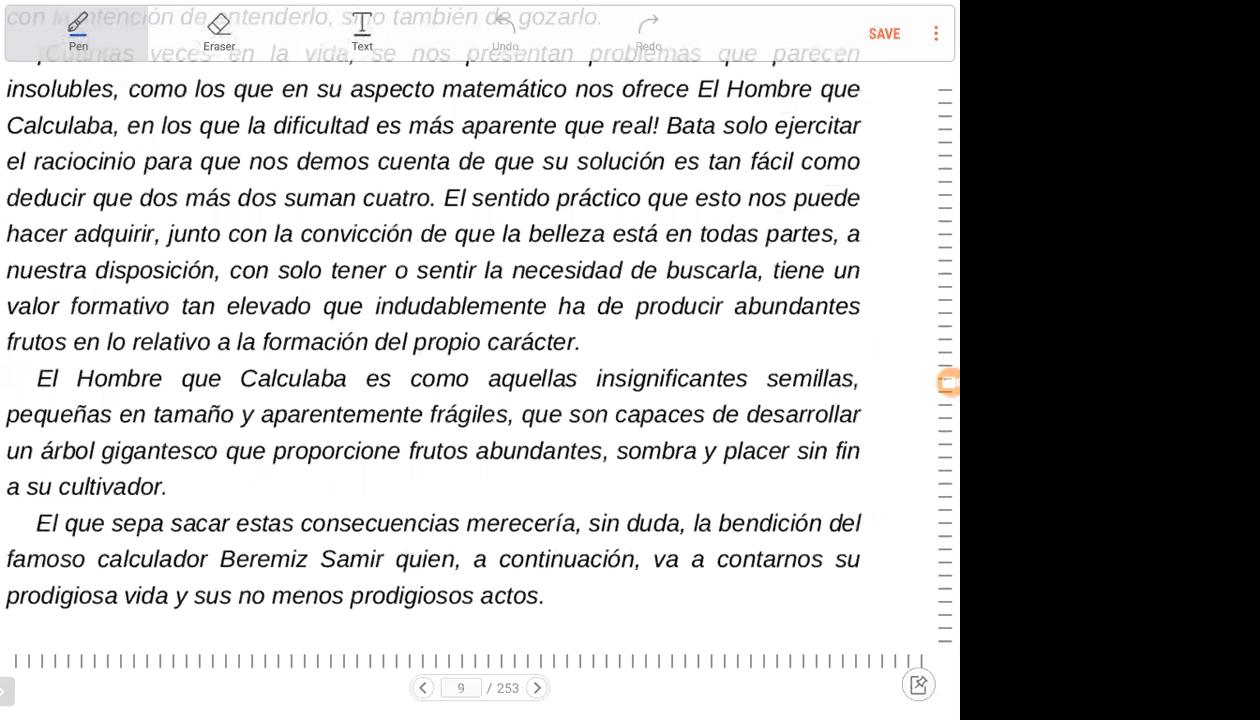 con la intención de entenderlo, sino también de gozarlo.
Pen
Eraser
Text
Undo
Redo
SAVE
¡Cuántas veces en la vida, se nos presentan problemas que parecen
insolubles, como los que en su aspecto matemático nos ofrece El Hombre que
Calculaba, en los que la dificultad es más aparente que real! Bata solo ejercitar
el raciocinio para que nos demos cuenta de que su solución es tan fácil como
deducir que dos más dos suman cuatro. El sentido práctico que esto nos puede
hacer adquirir, junto con la convicción de que la belleza está en todas partes, a
nuestra disposición, con solo tener o sentir la necesidad de buscarla, tiene un
valor formativo tan elevado que indudablemente ha de producir abundantes
frutos en lo relativo a la formación del propio carácter.
El Hombre que Calculaba es como aquellas insignificantes semillas,
pequeñas en tamaño y aparentemente frágiles, que son capaces de desarrollar
un árbol gigantesco que proporcione frutos abundantes, sombra y placer sin fin
a su cultivador.
El que sepa sacar estas consecuencias merecería, sin duda, la bendición del
famoso calculador Beremiz Samir quien, a continuación, va a contarnos su
prodigiosa vida y sus no menos prodigiosos actos.
9 / 253